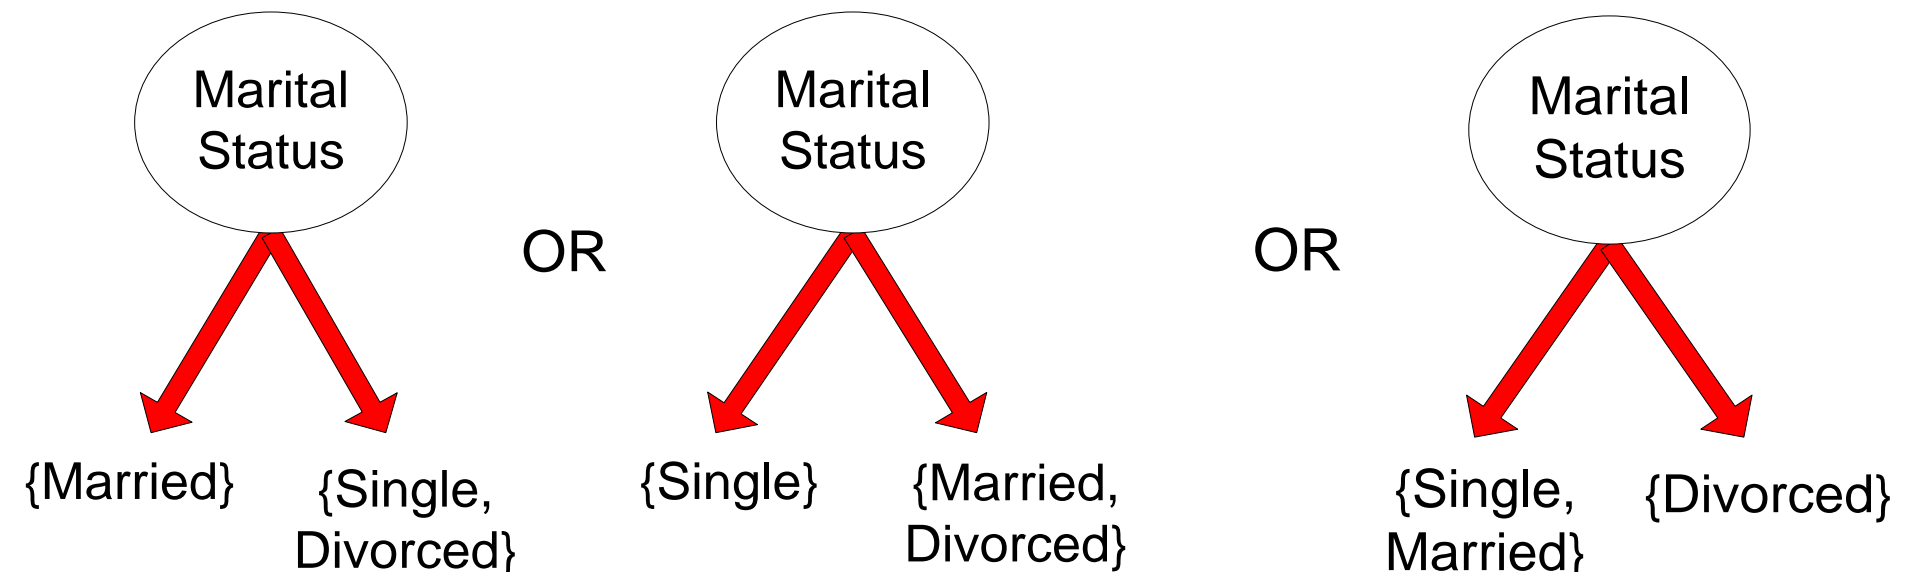 Marital
Status
{Married}
{Single,
Divorced}
OR
Marital
Status
{Single}
{Married,
Divorced}
OR
Marital
Status
{Single,
Married}
{Divorced}